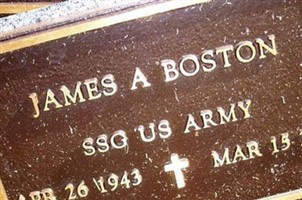 JAMES A BOSTON
SSG US ARMY
APR 26 1943 MAR 15